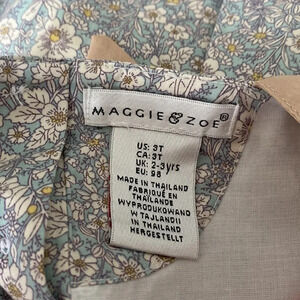 MAGGIE & ZOE®
US: 3T
CA: 3T
UK: 2-3YRS
EU: 98
MADE IN THAILAND
FABRIQUÉ EN
THAÏLANDE
WYPRODUKOWANO
W TAJLANDII
IN THAILAND
HERGESTELLT